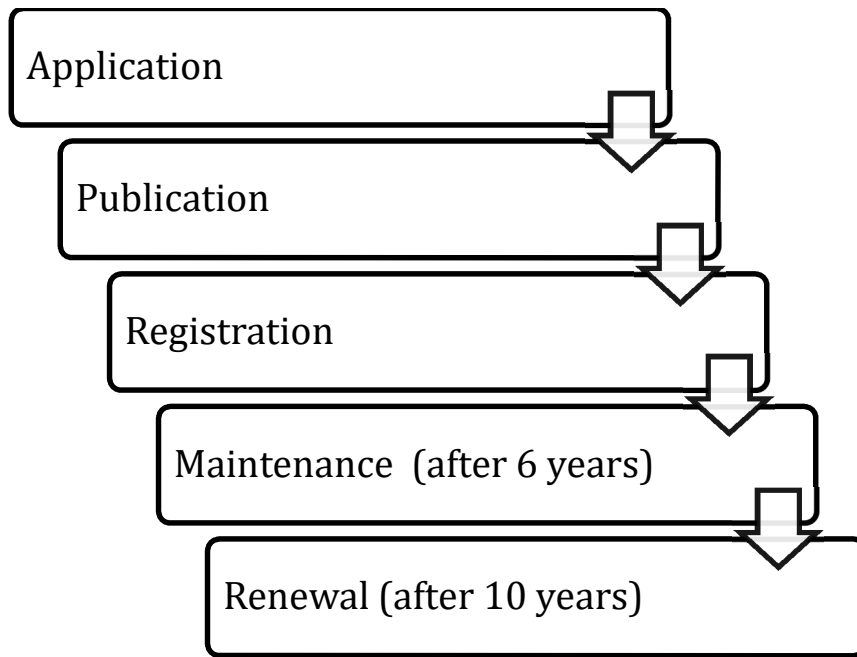 Application
Publication
Registration
Maintenance  (after 6 years)
Renewal (after 10 years)